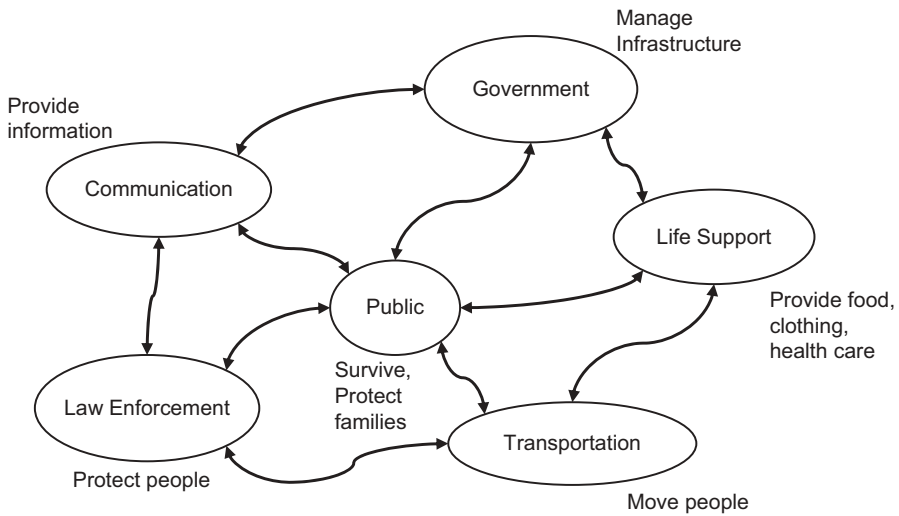 Manage
Infrastructure
Government
Provide
information
Communication
Life Support
Public
Provide food,
clothing,
health care
Survive,
Protect
families
Law Enforcement
Transportation
Protect people
Move people